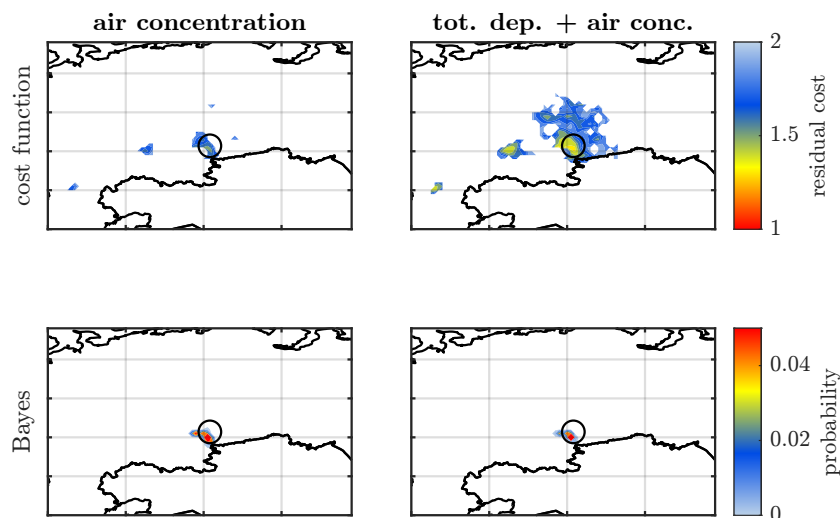 air concentration
tot. dep. + air conc.
cost function
2
1.5
1
residual cost
Bayes
0.04
0.02
0
probability